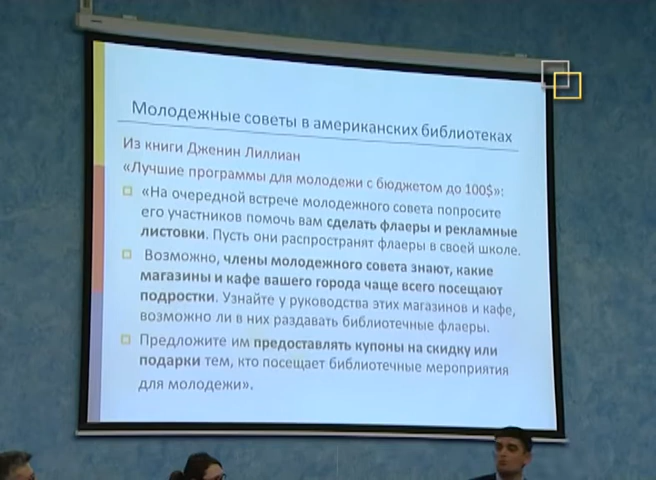 Молодежные советы в американских библиотеках
Из книги Дженин Лиллиан
«Лучшие программы для молодежи с бюджетом до 100$»:
«На очередной встрече молодежного совета попросите
его участников помочь вам сделать флаеры и рекламные
листовки. Пусть они распространят флаеры в своей школе.
Возможно, члены молодежного совета знают, какие
магазины и кафе вашего города чаще всего посещают
подростки. Узнайте у руководства этих магазинов и кафе,
возможно ли в них раздавать библиотечные флаеры.
Предложите им предоставлять купоны на скидку или
подарки тем, кто посещает библиотечные мероприятия
для молодежи».